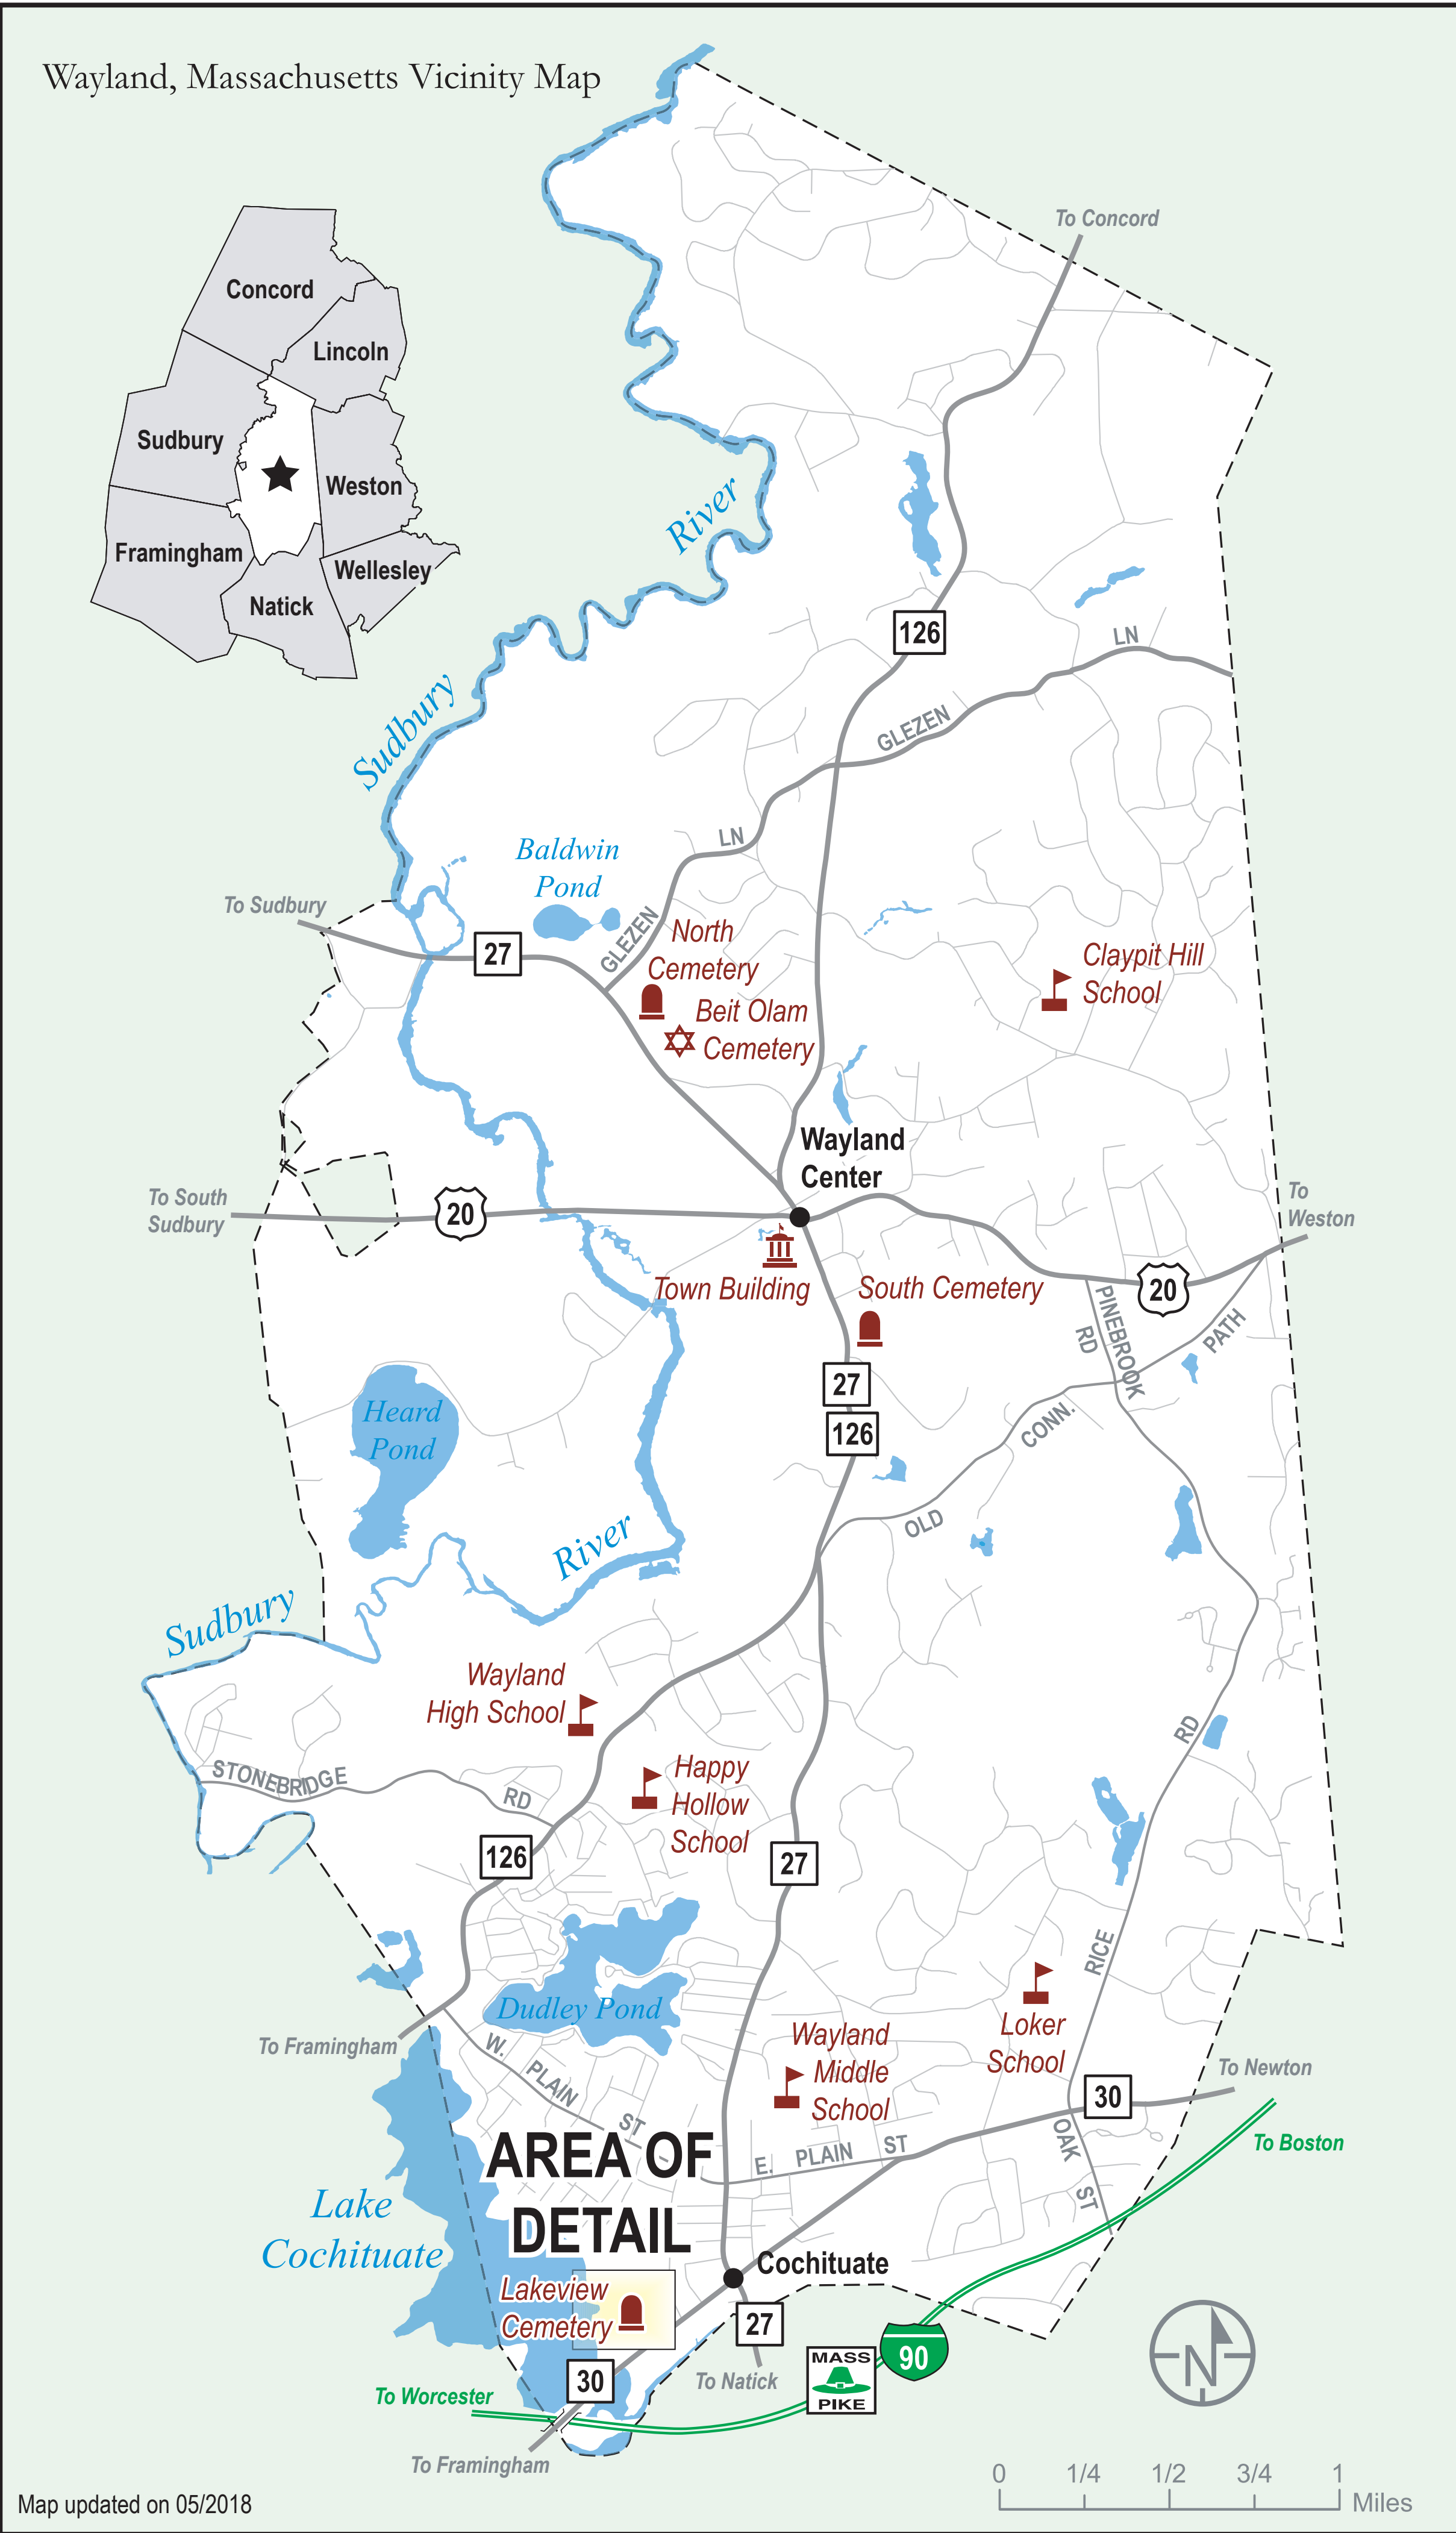 Wayland, Massachusetts Vicinity Map
To Concord
Concord
Lincoln
Sudbury
Weston
Framingham
Wellesley
Natick
River
Sudbury
126
LN
GLEZEN
LN
GLEZEN
Baldwin
Pond
To Sudbury
27
North
Cemetery
Beit Olam
Cemetery
Claypit Hill
School
Wayland
Center
To South
Sudbury
20
To
Weston
Town Building
South Cemetery
20
PINEBROOK
RD
PATH
27
126
CONN.
OLD
Heard
Pond
River
Sudbury
Wayland
High School
STONEBRIDGE
RD
Happy
Hollow
School
RD
126
27
RICE
Dudley Pond
To Framingham
W.
PLAIN
ST
Wayland
Middle
School
Loker
School
30
To Newton
To Boston
OAK
ST
E.
PLAIN
ST
AREA OF
DETAIL
Lake
Cochituate
Cochituate
Lakeview
Cemetery
27
30
To Natick
MASS
PIKE
90
To Worcester
To Framingham
N
0 1/4 1/2 3/4 1
Miles
Map updated on 05/2018